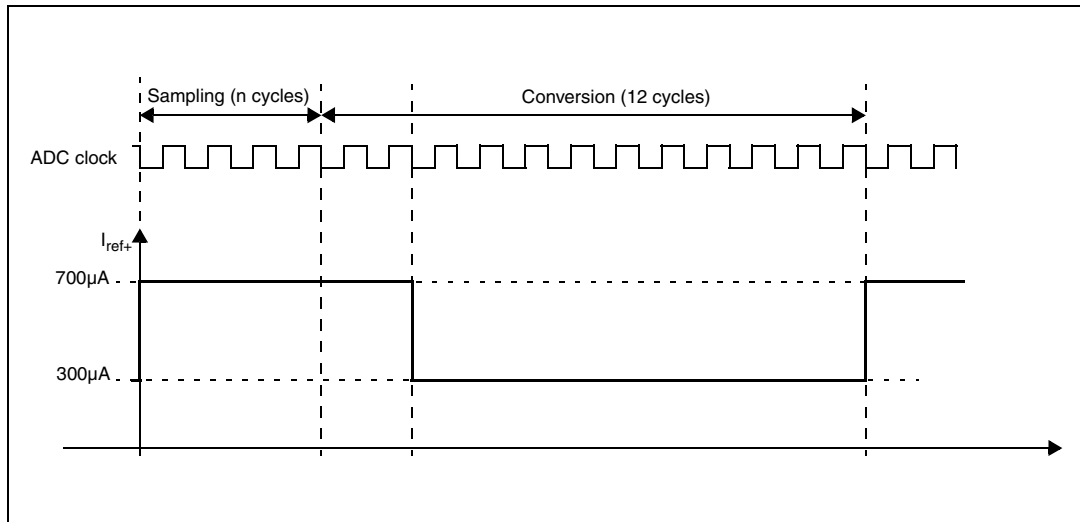 Sampling (n cycles)
Conversion (12 cycles)
ADC clock
Iref+
700µA
300µA